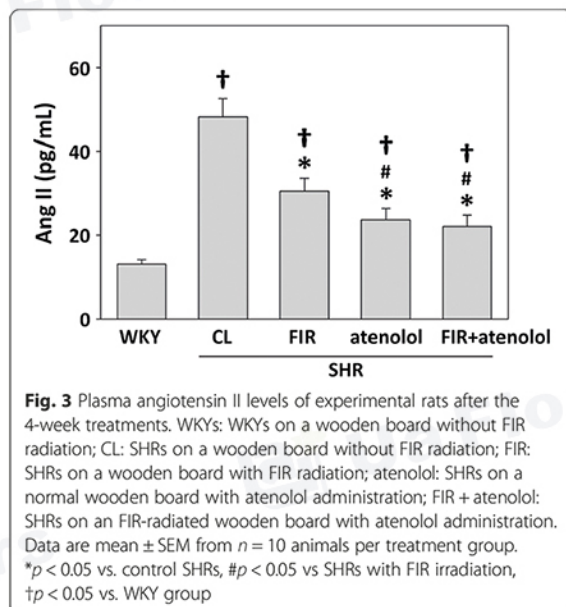 60
40
20
0
Ang II (pg/mL)
†
†
*
†
#
*
†
#
*
WKY CL FIR atenolol FIR+atenolol
SHR
Fig. 3 Plasma angiotensin II levels of experimental rats after the
4-week treatments. WKYs: WKYs on a wooden board without FIR
radiation; CL: SHRs on a wooden board without FIR radiation; FIR:
SHRs on a wooden board with FIR radiation; atenolol: SHRs on a
normal wooden board with atenolol administration; FIR + atenolol:
SHRs on an FIR-radiated wooden board with atenolol administration.
Data are mean ± SEM from n = 10 animals per treatment group.
*p < 0.05 vs. control SHRs, #p < 0.05 vs SHRs with FIR irradiation,
†p < 0.05 vs. WKY group